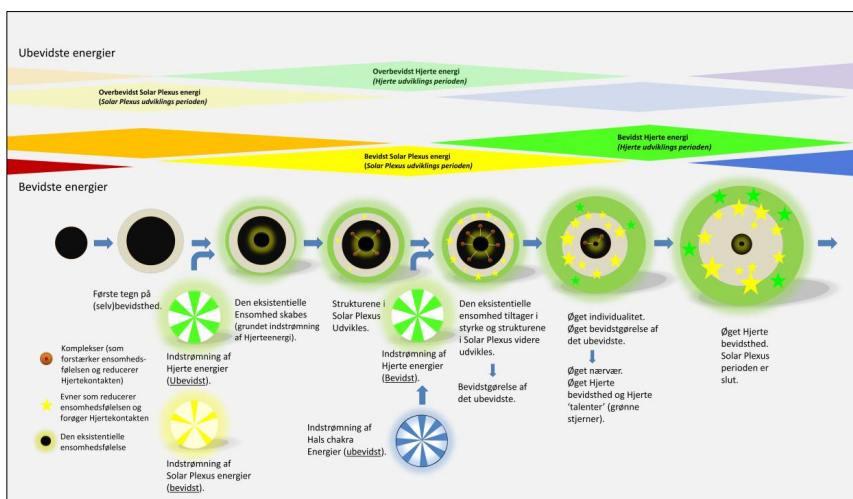 Ubevidste energier
Overbevidst Hjerte energi
(Hjerte udviklings perioden)
Overbevidst Solar Plexus energi
(Solar Plexus udviklings perioden)
Bevidst Hjerte energi
(Hjerte udviklings perioden)
Bevidst Solar Plexus energi
(Solar Plexus udviklings perioden)
Bevidste energier
Første tegn på
(selv)bevidsthed.
Den eksistentielle
Ensomhed skabes
(grundet indstrømning
af Hjerteenergi).
Strukturene i
Solar Plexus
Udvikles.
Den eksistentielle
ensomhed tiltager i
styrke og strukturene
i Solar Plexus videre
udvikles.
Bevidstgørelse af
det ubevidste.
Øget individualitet.
Øget bevidstgørelse af
det ubevidste.
Øget nærvær.
Øget Hjerte
bevidsthed og Hjerte
‘talenter’ (grønne
stjerner).
Øget Hjerte
bevidsthed.
Solar Plexus
perioden er
slut.
Indstrømning af
Hjerte energier
(Ubevidst).
Indstrømning af
Hjerte energier
(Bevidst).
Komplekser (som
forstærker ensomheds-
følelsen og reducerer
Hjertekontakten)
Evner som reducerer
ensomhedsfølelsen og
forøger Hjertekontakten
Den eksistentielle
ensomhedsfølelse
Indstrømning af
Solar Plexus energier
(bevidst).
Indstrømning af
Hals chakra
Energier (ubevidst).